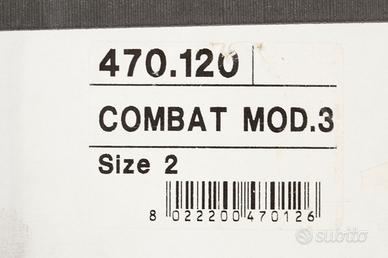 470.120
COMBAT MOD.3
Size 2
8 022200 470126
subito